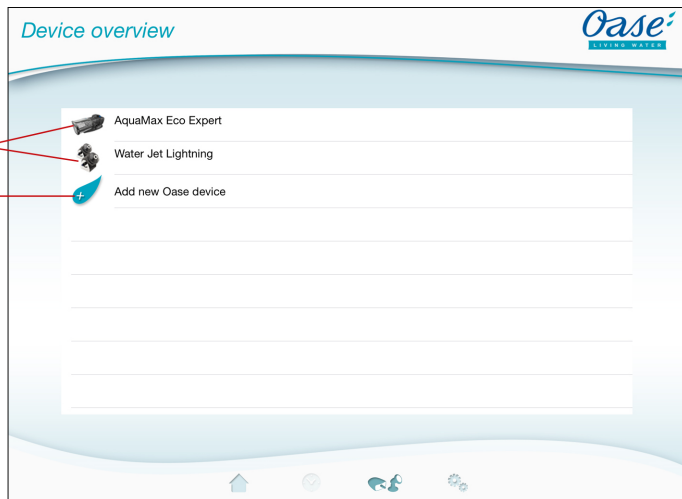 Device overview
Oase
LIVING WATER
AquaMax Eco Expert
Water Jet Lightning
Add new Oase device